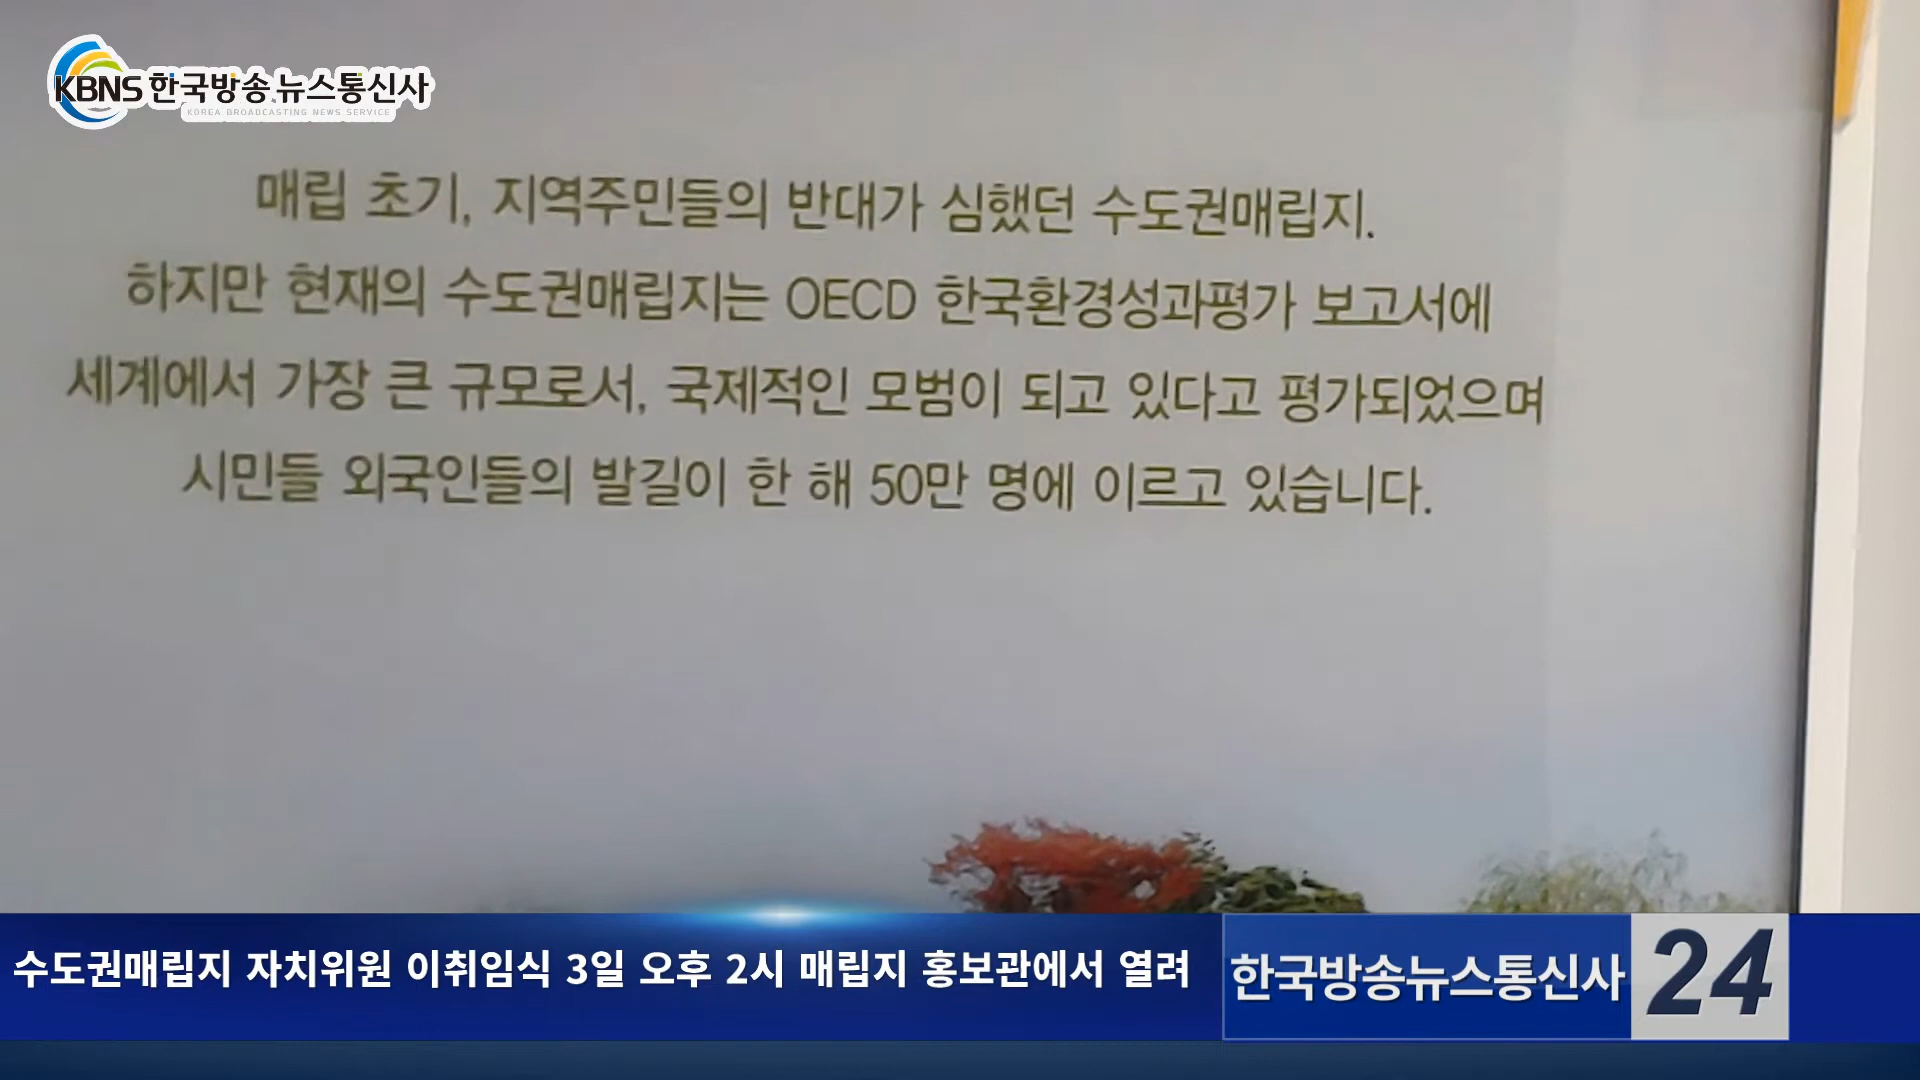 KBNS 한국방송뉴스통신사
KOREA BROADCASTING NEWS SERVICE
매립 초기, 지역주민들의 반대가 심했던 수도권매립지.
하지만 현재의 수도권매립지는 OECD 한국환경성과평가 보고서에
세계에서 가장 큰 규모로서, 국제적인 모범이 되고 있다고 평가되었으며
시민들 외국인들의 발길이 한 해 50만 명에 이르고 있습니다.
수도권매립지 자치위원 이취임식 3일 오후 2시 매립지 홍보관에서 열려
한국방송뉴스통신사 24